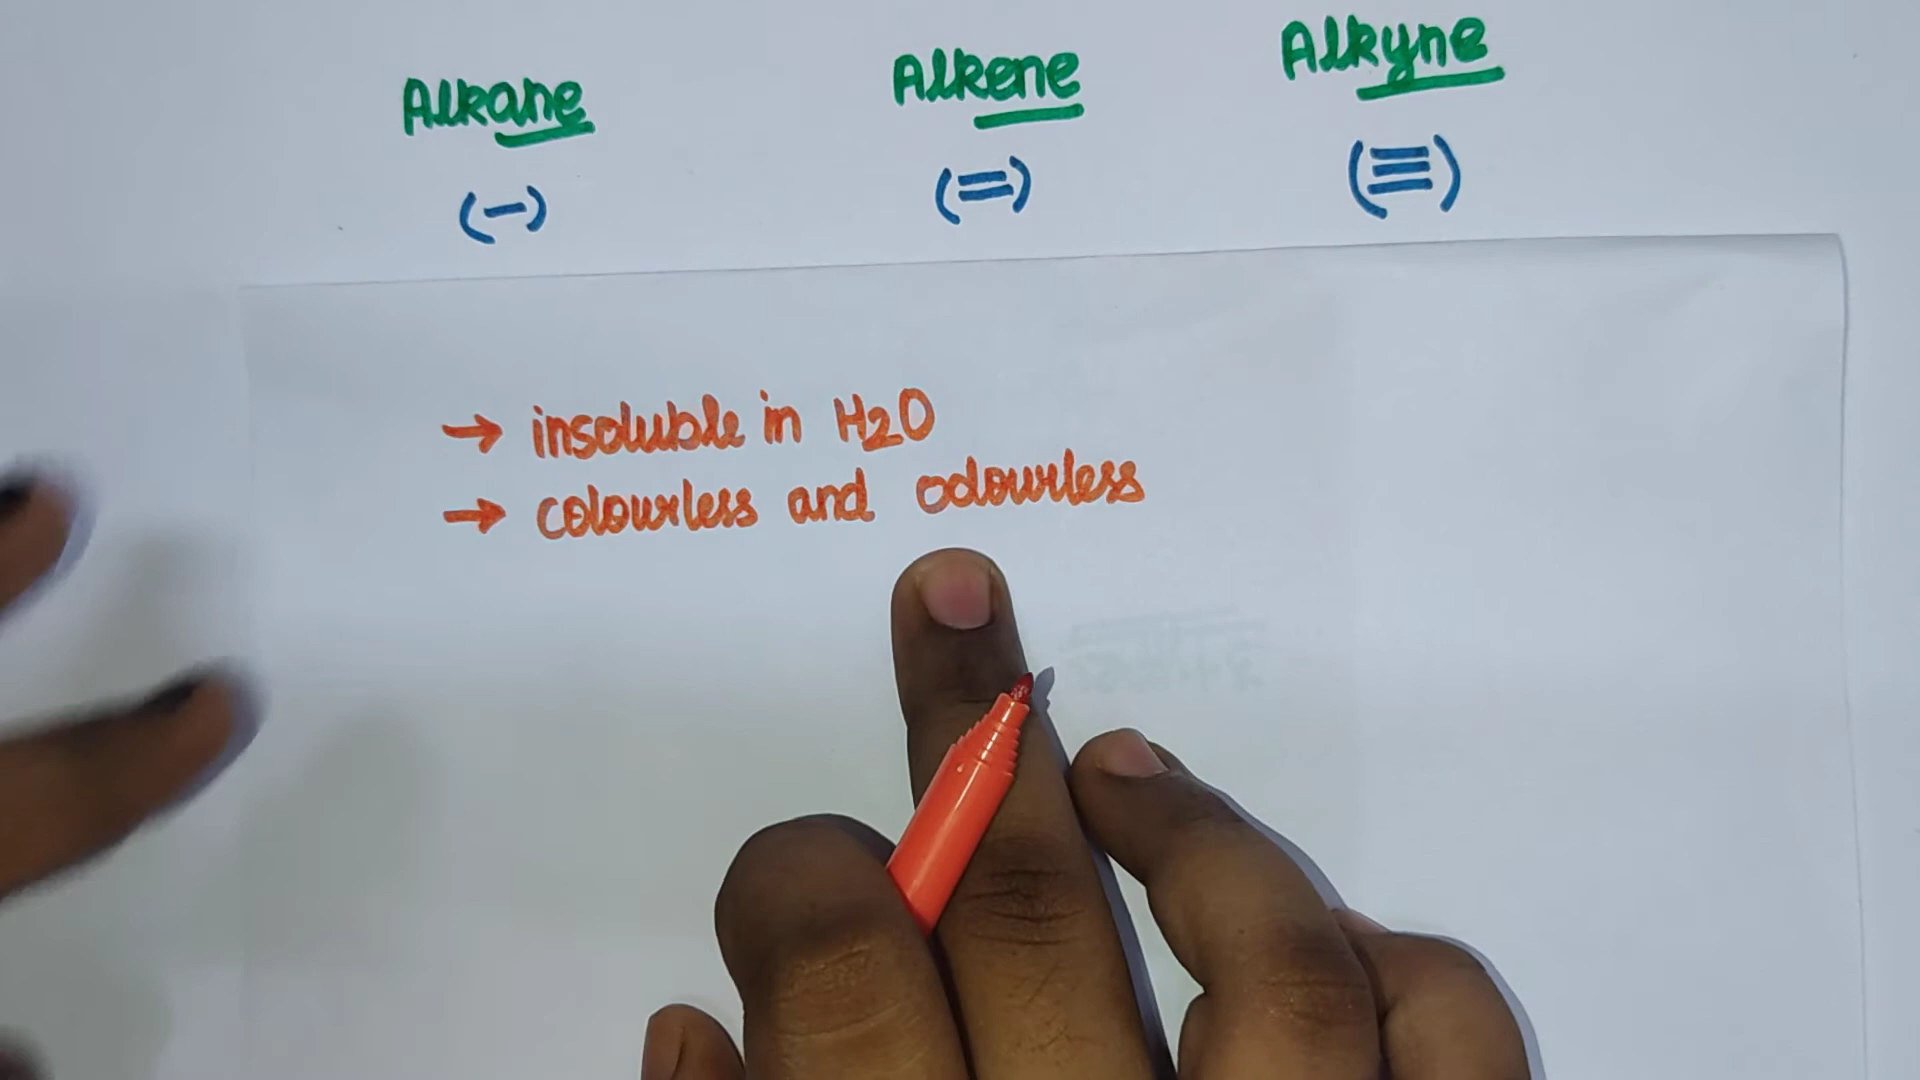 Alkane Alkene Alkyne
(-) (=) (≡)
→ insoluble in H2O
→ colourless and odourless